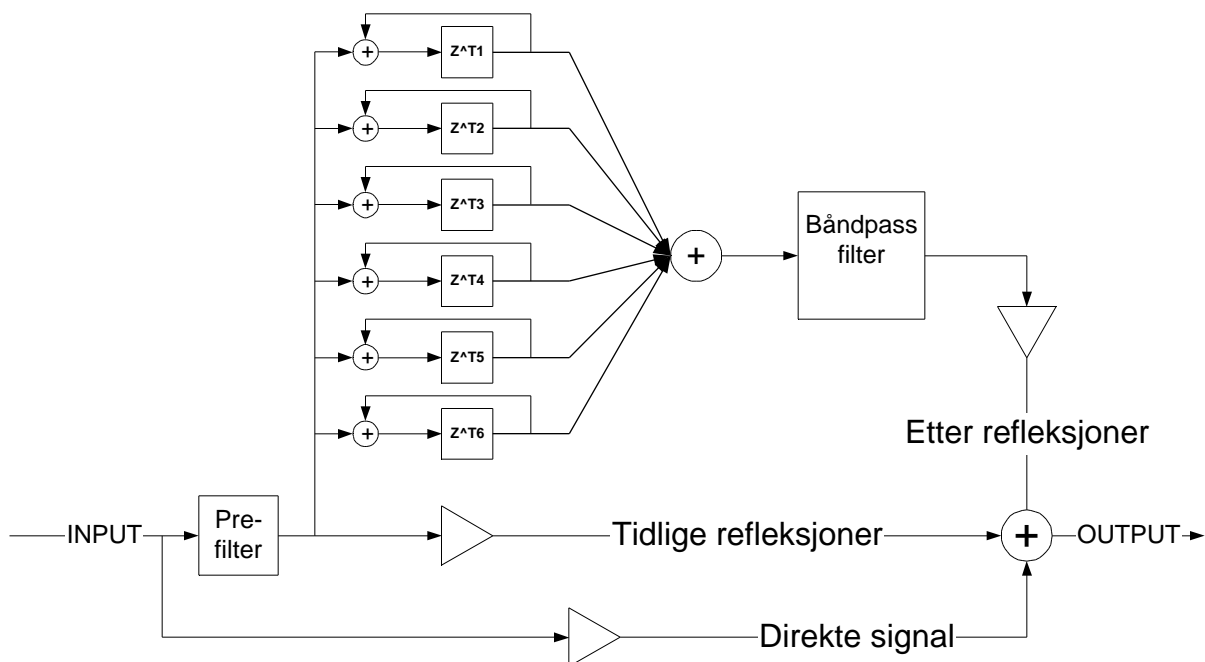 Z^T1
Z^T2
Z^T3
Z^T4
Z^T5
Z^T6
+
+
+
+
+
+
+
Båndpass
filter
Etter refleksjoner
INPUT
Pre-
filter
Tidlige refleksjoner
+
OUTPUT
Direkte signal